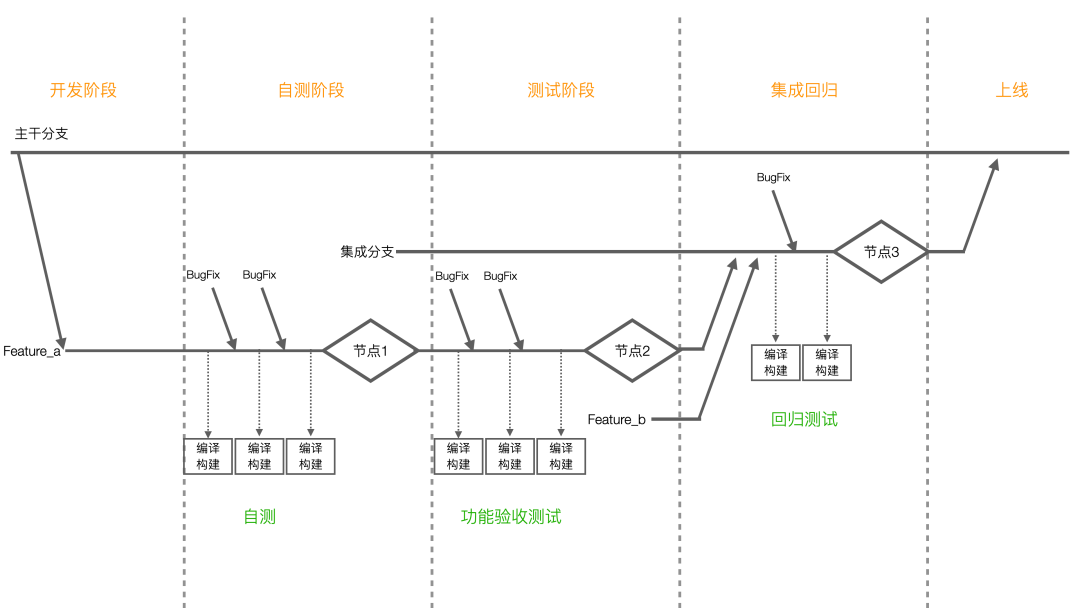 开发阶段
自测阶段
测试阶段
集成回归
上线
主干分支
BugFix
集成分支
节点3
BugFix
BugFix
BugFix
BugFix
Feature_a
节点1
节点2
编译
构建
编译
构建
Feature_b
回归测试
编译
构建
编译
构建
编译
构建
编译
构建
编译
构建
编译
构建
自测
功能验收测试